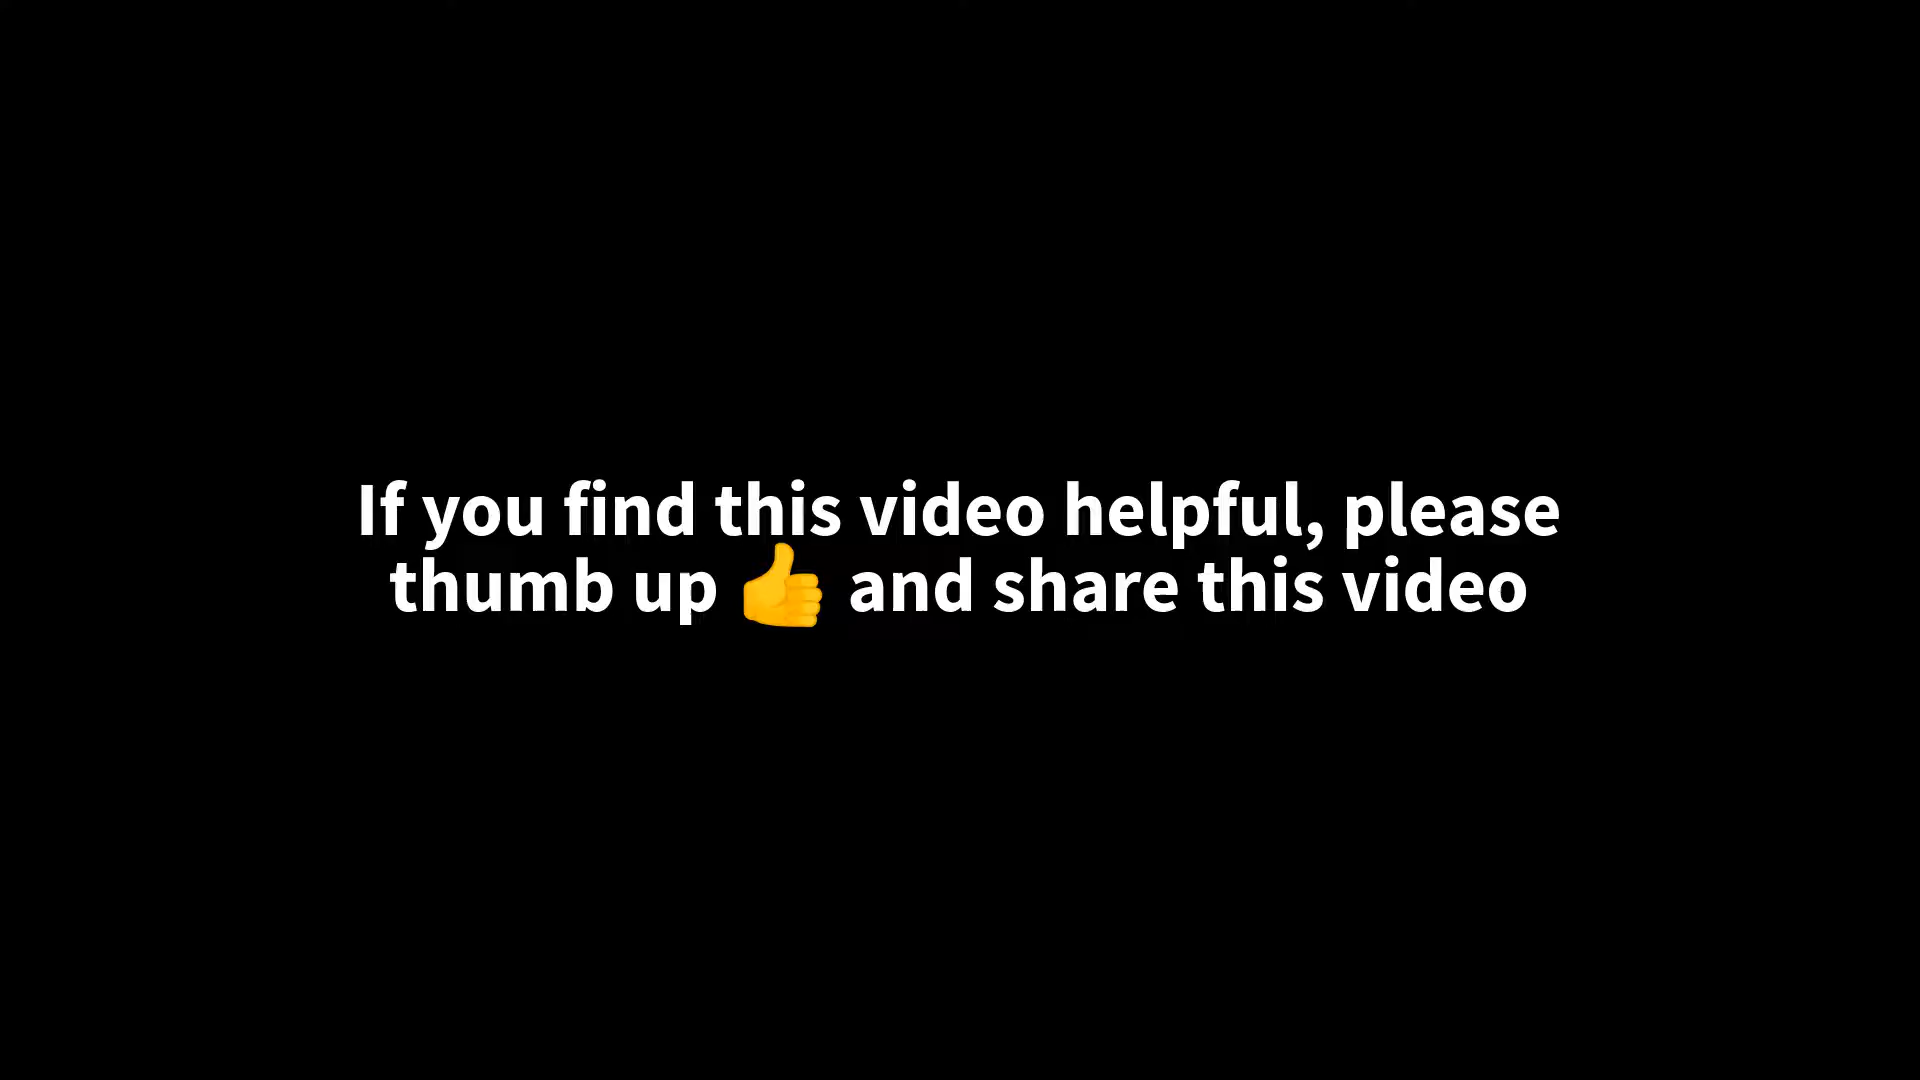 If you find this video helpful, please
thumb up 👍 and share this video